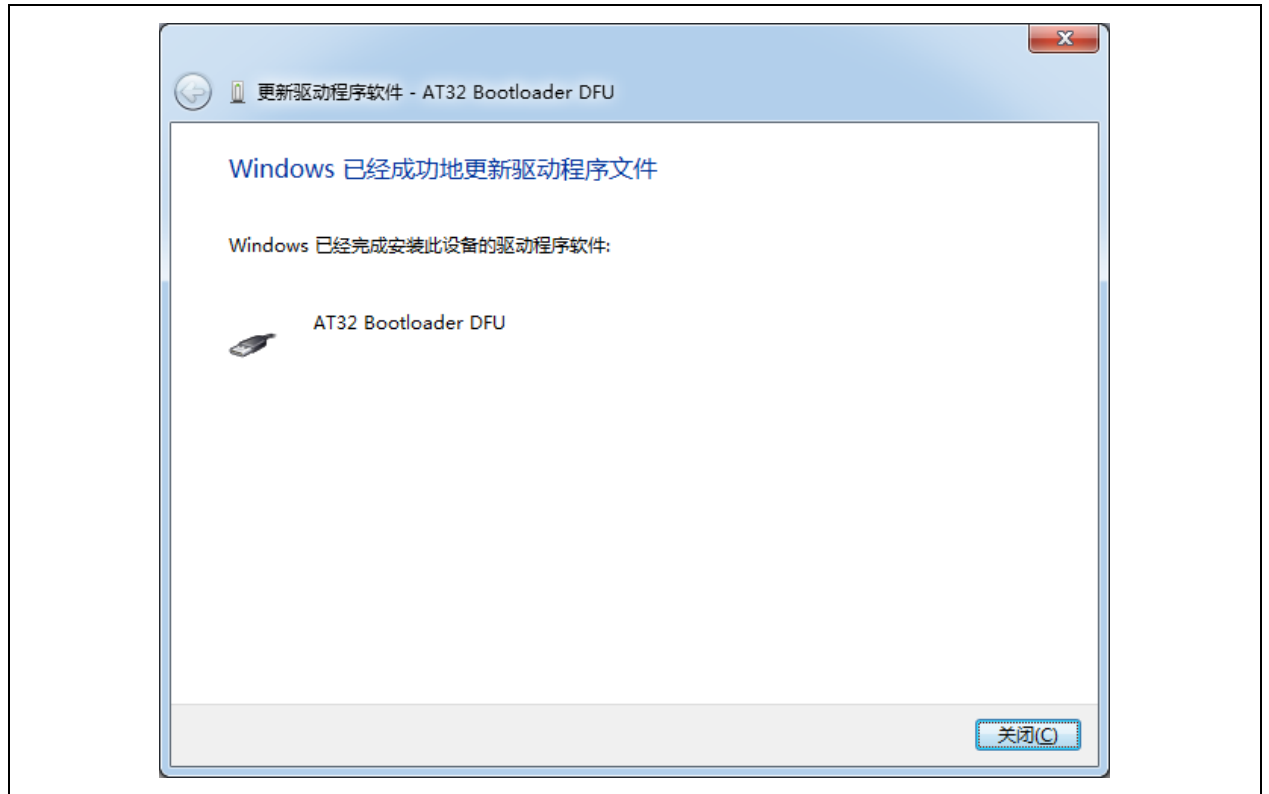 更新驱动程序软件 - AT32 Bootloader DFU
Windows 已经成功地更新驱动程序文件
Windows 已经完成安装此设备的驱动程序软件:
AT32 Bootloader DFU
关闭(C)